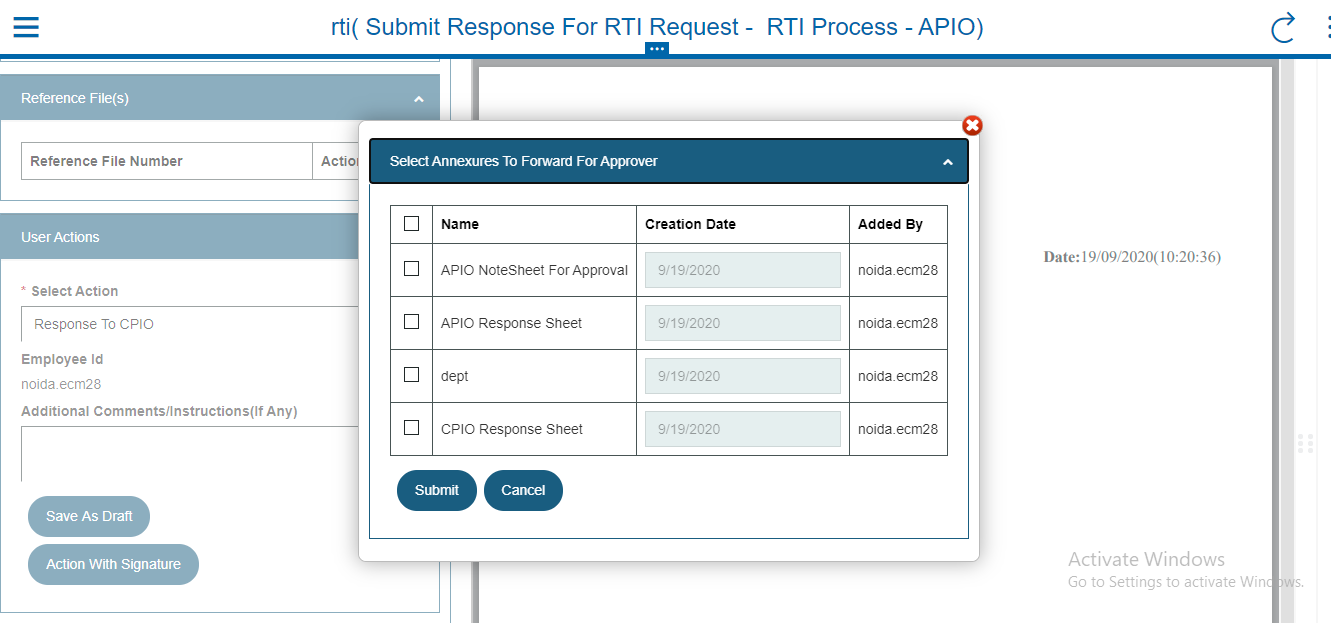 rti( Submit Response For RTI Request -  RTI Process - APIO)
Reference File(s)
Reference File Number
User Actions
* Select Action
Response To CPIO
Employee Id
noida.ecm28
Additional Comments/Instructions(If Any)
Save As Draft
Action With Signature
Select Annexures To Forward For Approver
Name Creation Date Added By
APIO NoteSheet For Approval 9/19/2020 noida.ecm28
APIO Response Sheet 9/19/2020 noida.ecm28
dept 9/19/2020 noida.ecm28
CPIO Response Sheet 9/19/2020 noida.ecm28
Submit Cancel
Date:19/09/2020(10:20:36)
Activate Windows
Go to Settings to activate Windows.